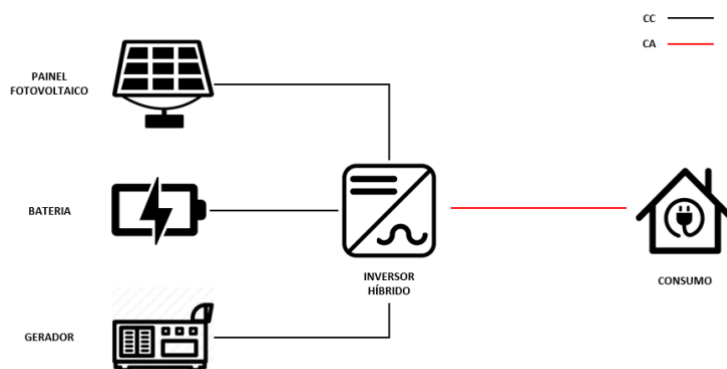 CC
CA
PAINEL
FOTOVOLTAICO
BATERIA
INVERSOR
HÍBRIDO
CONSUMO
GERADOR